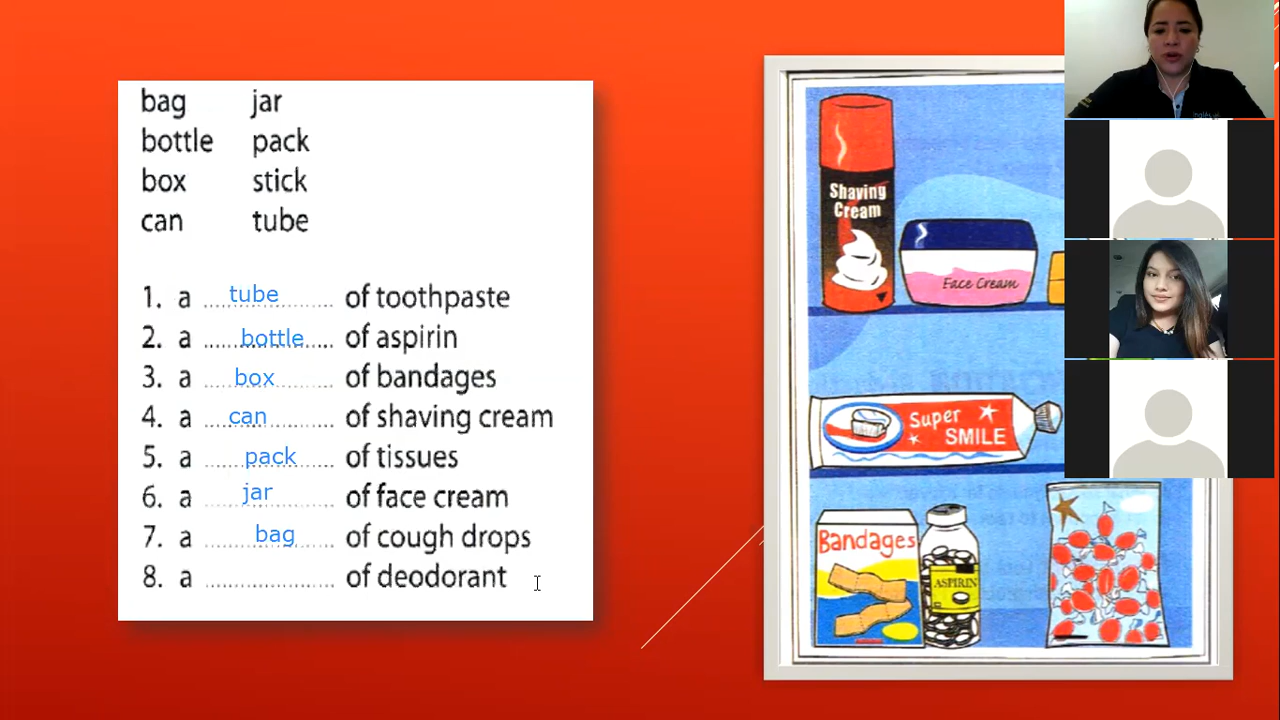 bag jar
bottle pack
box stick
can tube
1. a tube of toothpaste
2. a bottle of aspirin
3. a box of bandages
4. a can of shaving cream
5. a pack of tissues
6. a jar of face cream
7. a bag of cough drops
8. a .................... of deodorant
Shaving
Cream
Face Cream
Super
SMILE
Bandages
ASPIRIN